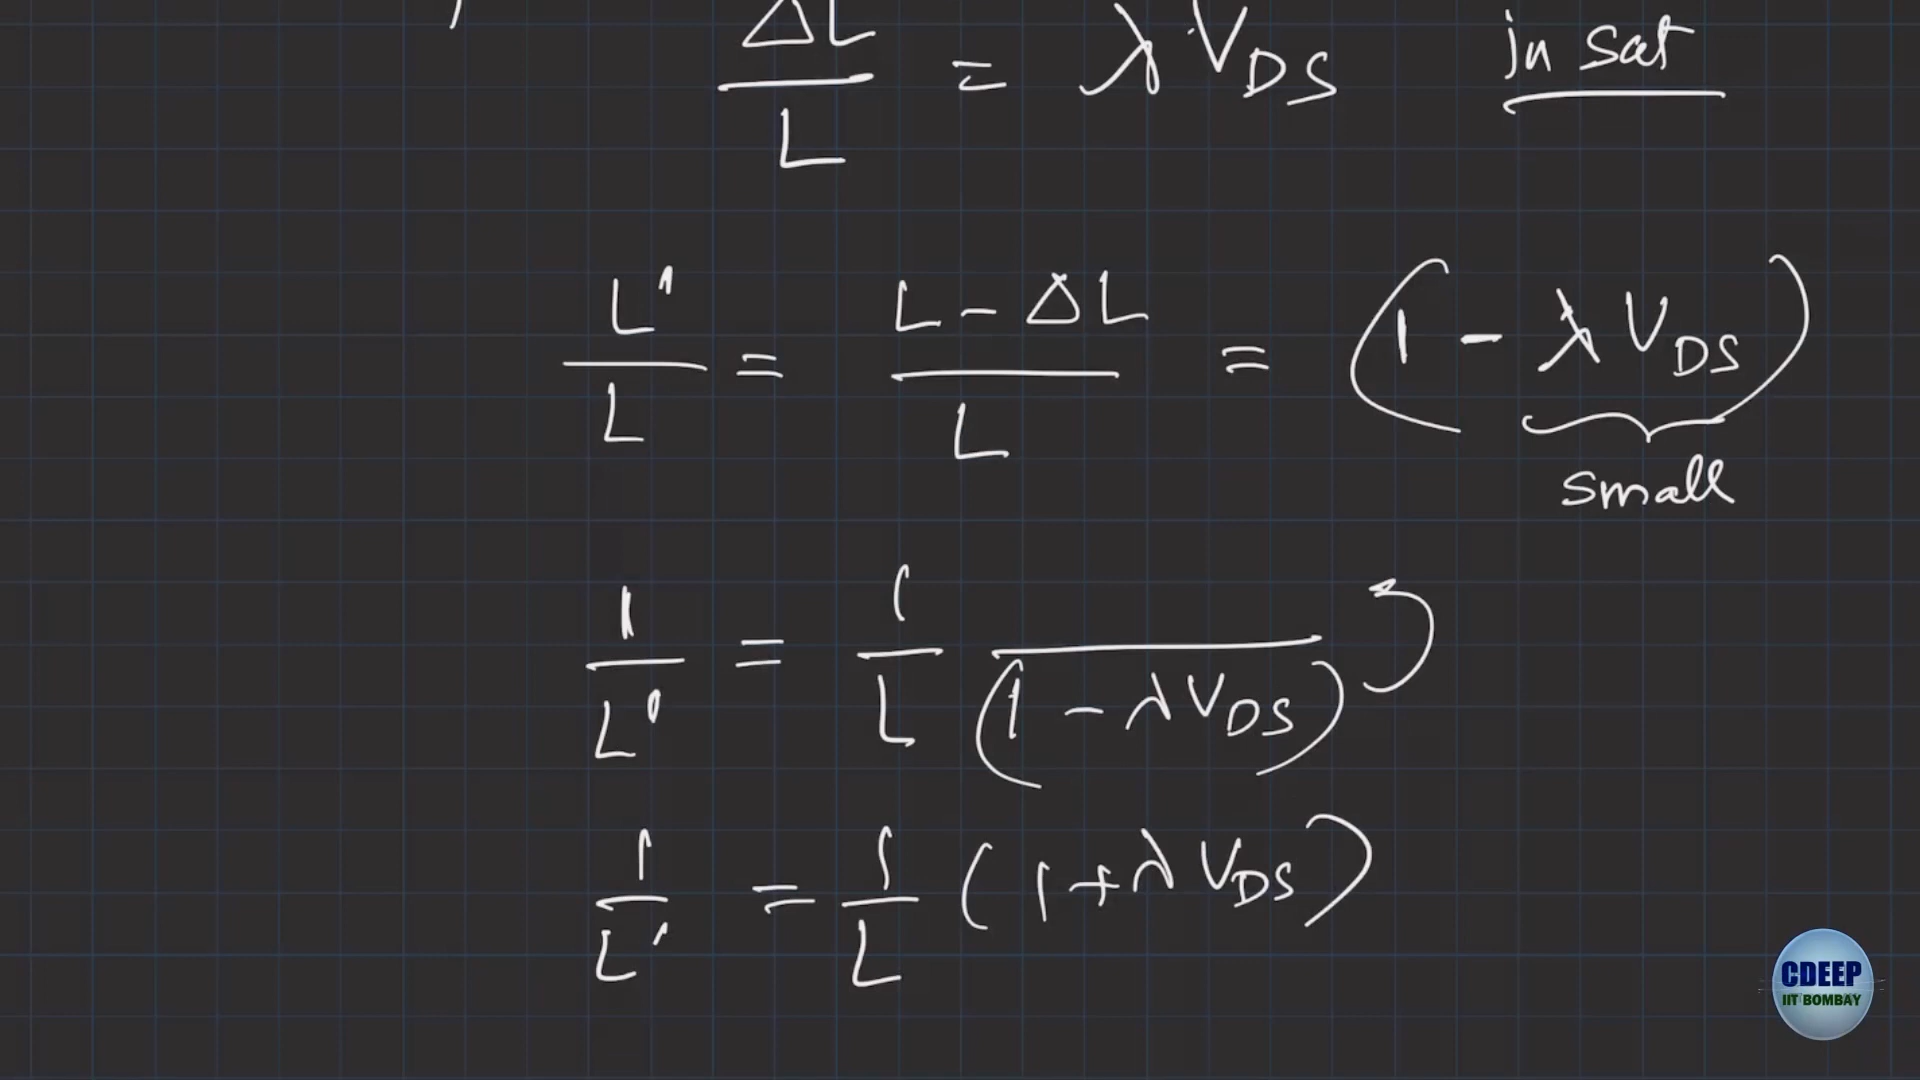 ΔL/L = λ V_DS in sat
L'/L = (L - ΔL)/L = (1 - λ V_DS)
small
1/L' = 1/L 1/(1 - λ V_DS)
1/L' = 1/L (1 + λ V_DS)
CDEEP
IIT BOMBAY